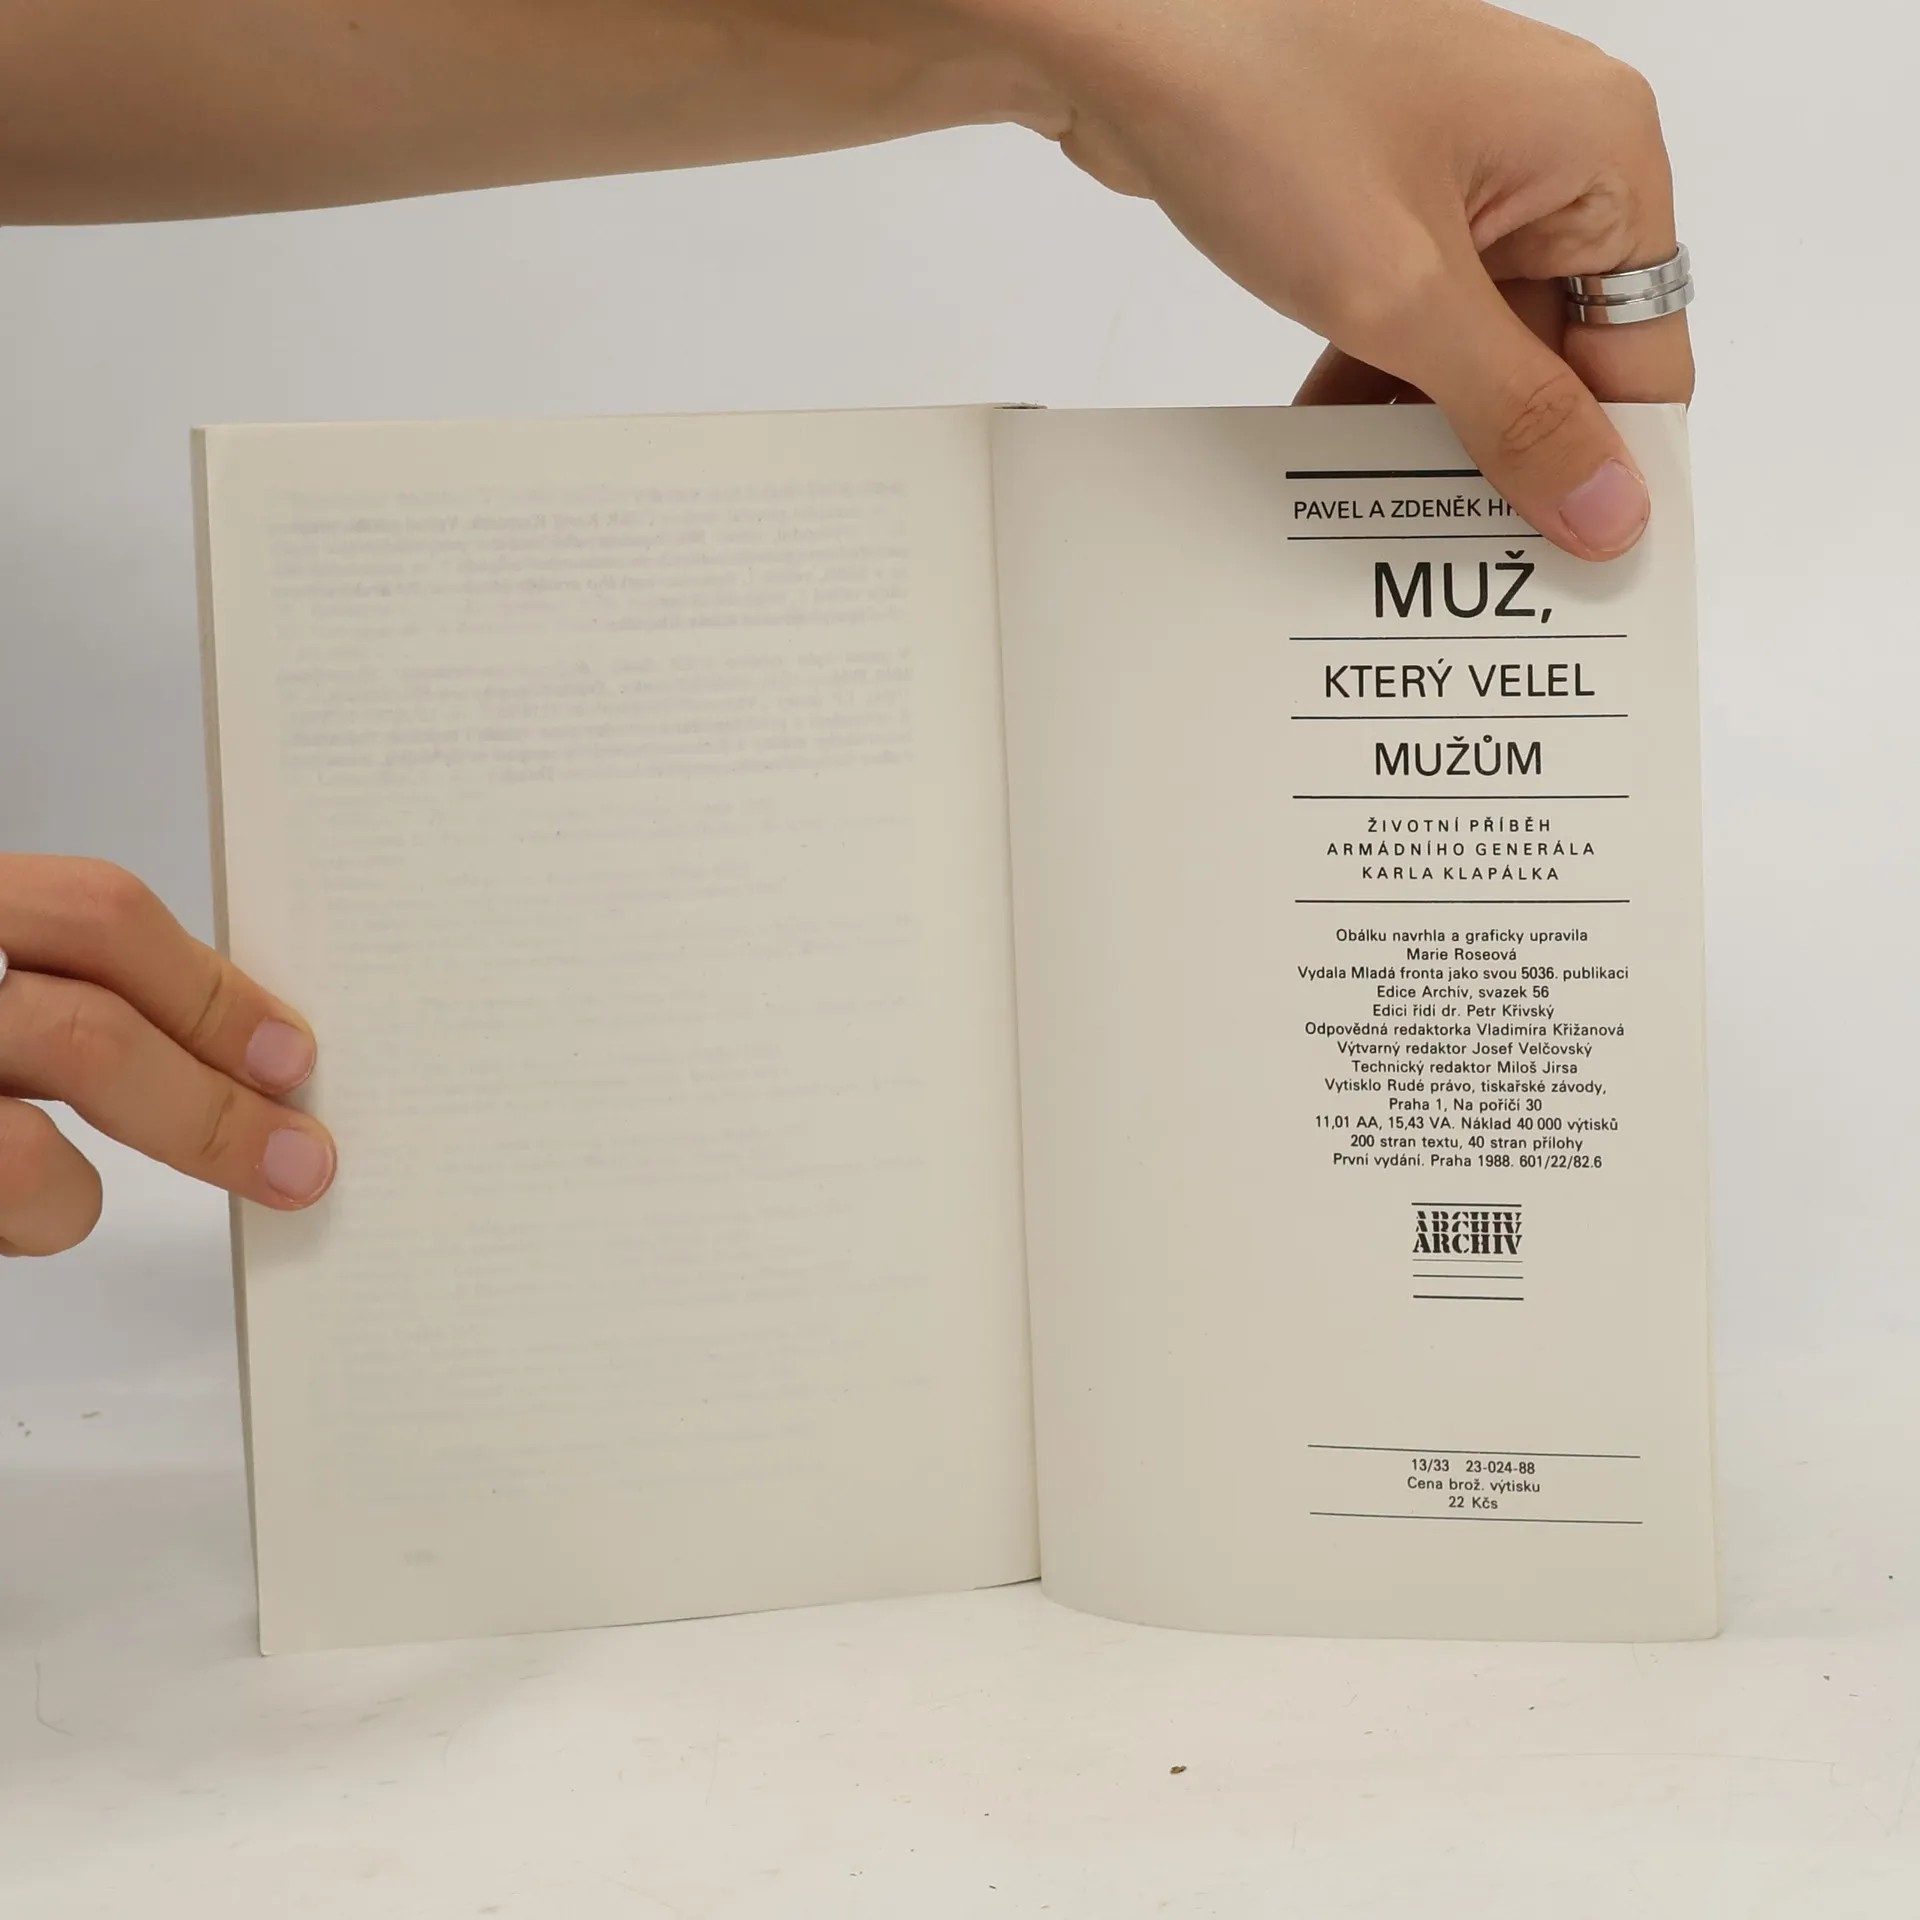 PAVEL A ZDENĚK
MUŽ,
KTERÝ VELEL
MUŽŮM
ŽIVOTNÍ PŘÍBĚH
ARMÁDNÍHO GENERÁLA
KARLA KLAPÁLKA
Obálku navrhla a graficky upravila
Marie Roseová
Vydala Mladá fronta jako svou 5036. publikaci
Edice Archiv, svazek 56
Edici řídí dr. Petr Křivský
Odpovědná redaktorka Vladimíra Křižanová
Výtvarný redaktor Josef Velčovský
Technický redaktor Miloš Jirsa
Vytisklo Rudé právo, tiskařské závody,
Praha 1, Na poříčí 30
11,01 AA, 15,43 VA. Náklad 40 000 výtisků
200 stran textu, 40 stran přílohy
První vydání. Praha 1988. 601/22/82.6
ARCHIV
ARCHIV
13/33 23-024-88
Cena brož. výtisku
22 Kčs